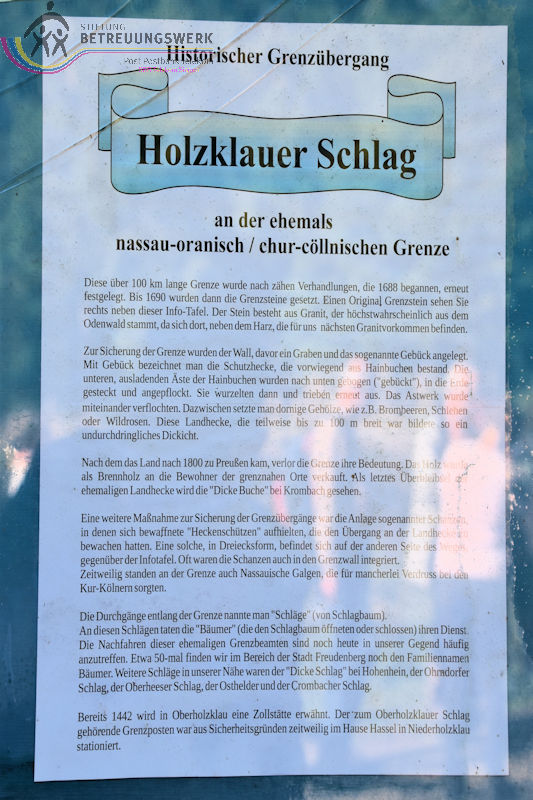 STIFTUNG
BETREUUNGSWERK
Post Postbank Telekom
Historischer Grenzübergang
Holzklauer Schlag
an der ehemals
nassau-oranisch / chur-cöllnischen Grenze
Diese über 100 km lange Grenze wurde nach zähen Verhandlungen, die 1688 begannen, erneut
festgelegt. Bis 1690 wurden dann die Grenzsteine gesetzt. Einen Original Grenzstein sehen Sie
rechts neben dieser Info-Tafel. Der Stein besteht aus Granit, der höchstwahrscheinlich aus dem
Odenwald stammt, da sich dort, neben dem Harz, die für uns nächsten Granitvorkommen befinden.
Zur Sicherung der Grenze wurden der Wall, davor ein Graben und das sogenannte Gebück angelegt.
Mit Gebück bezeichnet man die Schutzhecke, die vorwiegend aus Hainbuchen bestand. Die
unteren, ausladenden Äste der Hainbuchen wurden nach unten gebogen ("gebückt"), in die Erde
gesteckt und angepflockt. Sie wurzelten dann und trieben erneut aus. Das Astwerk wurde
miteinander verflochten. Dazwischen setzte man dornige Gehölze, wie z.B. Brombeeren, Schlehen
oder Wildrosen. Diese Landhecke, die teilweise bis zu 100 m breit war bildete so ein
undurchdringliches Dickicht.
Nach dem das Land nach 1800 zu Preußen kam, verlor die Grenze ihre Bedeutung. Das Holz wurde
als Brennholz an die Bewohner der grenznahen Orte verkauft. Als letztes Überbleibsel der
ehemaligen Landhecke wird die "Dicke Buche" bei Krombach gesehen.
Eine weitere Maßnahme zur Sicherung der Grenzübergänge war die Anlage sogenannter Schanzen,
in denen sich bewaffnete "Heckenschützen" aufhielten, die den Übergang an der Landhecke zu
bewachen hatten. Eine solche, in Dreiecksform, befindet sich auf der anderen Seite des Weges,
gegenüber der Infotafel. Oft waren die Schanzen auch in den Grenzwall integriert.
Zeitweilig standen an der Grenze auch Nassauische Galgen, die für mancherlei Verdruss bei den
Kur-Kölnern sorgten.
Die Durchgänge entlang der Grenze nannte man "Schläge" (von Schlagbaum).
An diesen Schlägen taten die "Bäumer" (die den Schlagbaum öffneten oder schlossen) ihren Dienst.
Die Nachfahren dieser ehemaligen Grenzbeamten sind noch heute in unserer Gegend häufig
anzutreffen. Etwa 50-mal finden wir im Bereich der Stadt Freudenberg noch den Familiennamen
Bäumer. Weitere Schläge in unserer Nähe waren der "Dicke Schlag" bei Hohenhein, der Ohrndorfer
Schlag, der Oberheeser Schlag, der Osthelder und der Crombacher Schlag.
Bereits 1442 wird in Oberholzklau eine Zollstätte erwähnt. Der zum Oberholzklauer Schlag
gehörende Grenzposten war aus Sicherheitsgründen zeitweilig im Hause Hassel in Niederholzklau
stationiert.